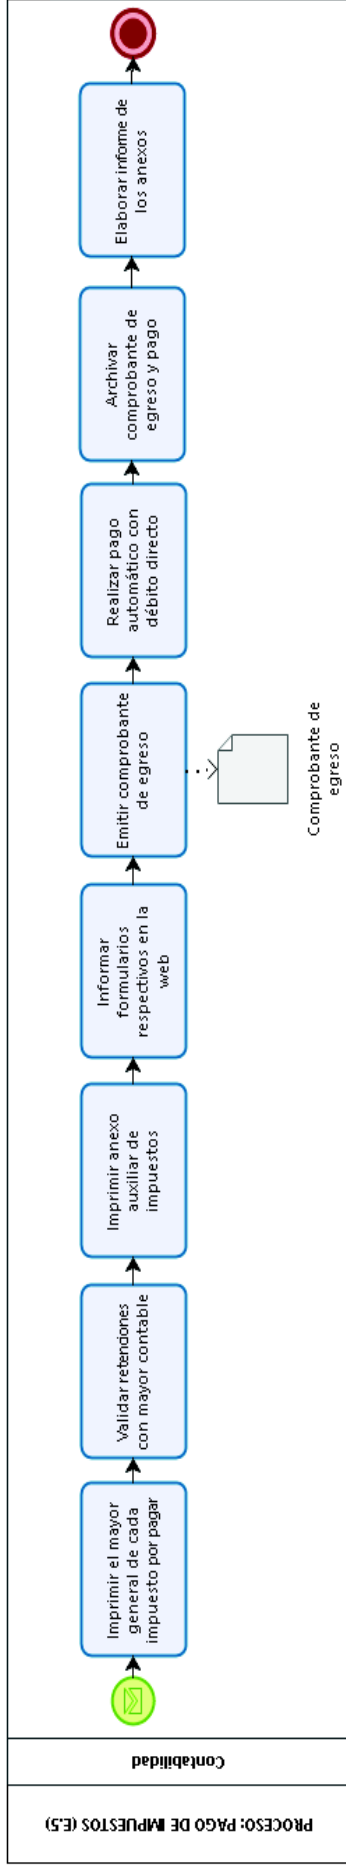 PROCESO: PAGO DE IMPUESTOS (E.5)
Contabilidad
Imprimir el mayor
general de cada
impuesto por pagar
Validar retenciones
con mayor contable
Imprimir anexo
auxiliar de
impuestos
Informar
formularios
respectivos en la
web
Emitir comprobante
de egreso
Comprobante de
egreso
Realizar pago
automático con
débito directo
Archivar
comprobante de
egreso y pago
Elaborar informe de
los anexos